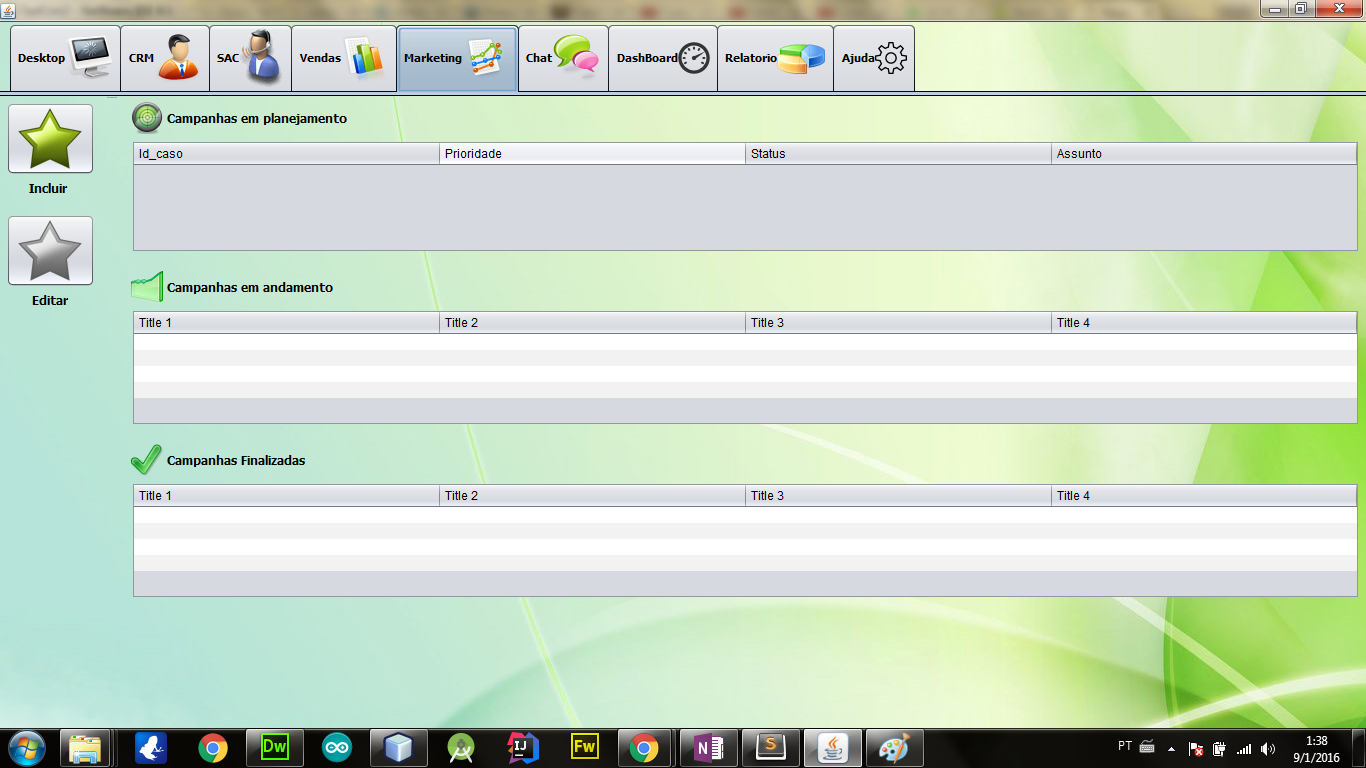 Desktop CRM SAC Vendas Marketing Chat DashBoard Relatorio Ajuda
Incluir
Editar
Campanhas em planejamento
Id_caso Prioridade Status Assunto
Campanhas em andamento
Title 1 Title 2 Title 3 Title 4
Campanhas Finalizadas
Title 1 Title 2 Title 3 Title 4
Dw IJ Fw N S PT 1:38
9/1/2016